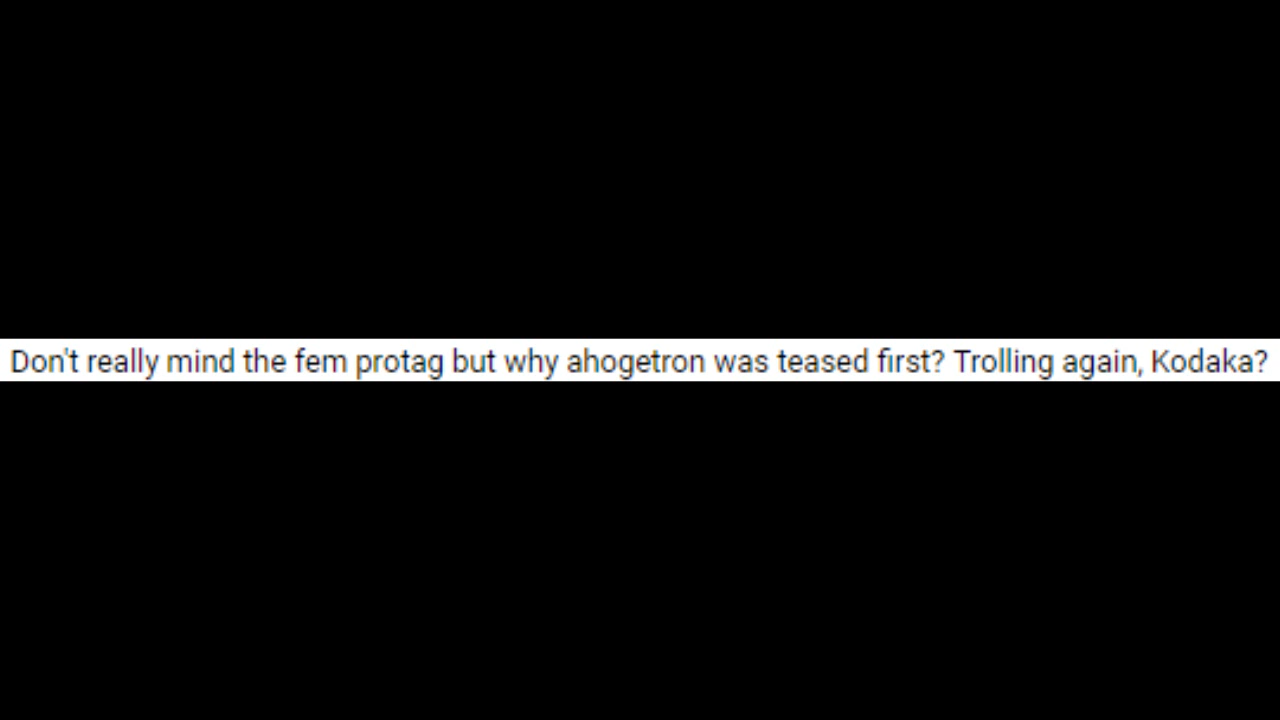 Don't really mind the fem protag but why ahogetron was teased first? Trolling again, Kodaka?